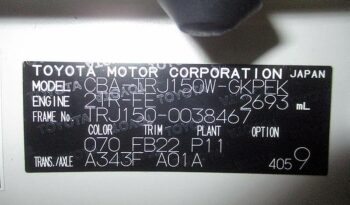 TOYOTA MOTOR CORPORATION JAPAN
MODEL CBA-TRJ150W-GKPEK
ENGINE 2TR-FE 2693 mL
FRAME No. TRJ150-0038467
COLOR TRIM PLANT OPTION
070 FB22 P11
TRANS./AXLE A343F A01A 4059